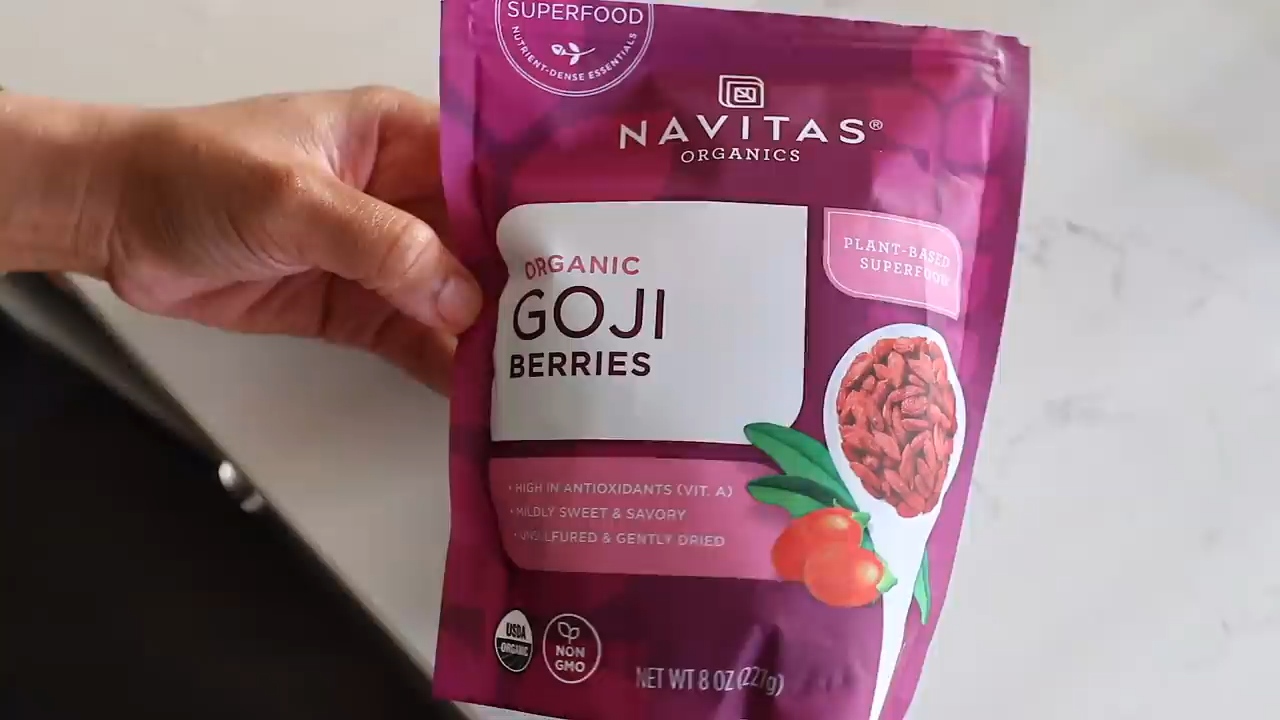 SUPERFOOD
NUTRIENT-DENSE ESSENTIALS
NAVITAS®
ORGANICS
ORGANIC
GOJI
BERRIES
PLANT-BASED
SUPERFOOD
• HIGH IN ANTIOXIDANTS (VIT. A)
• MILDLY SWEET & SAVORY
• UNSULFURED & GENTLY DRIED
USDA
ORGANIC
NON
GMO
NET WT 8 OZ (227g)